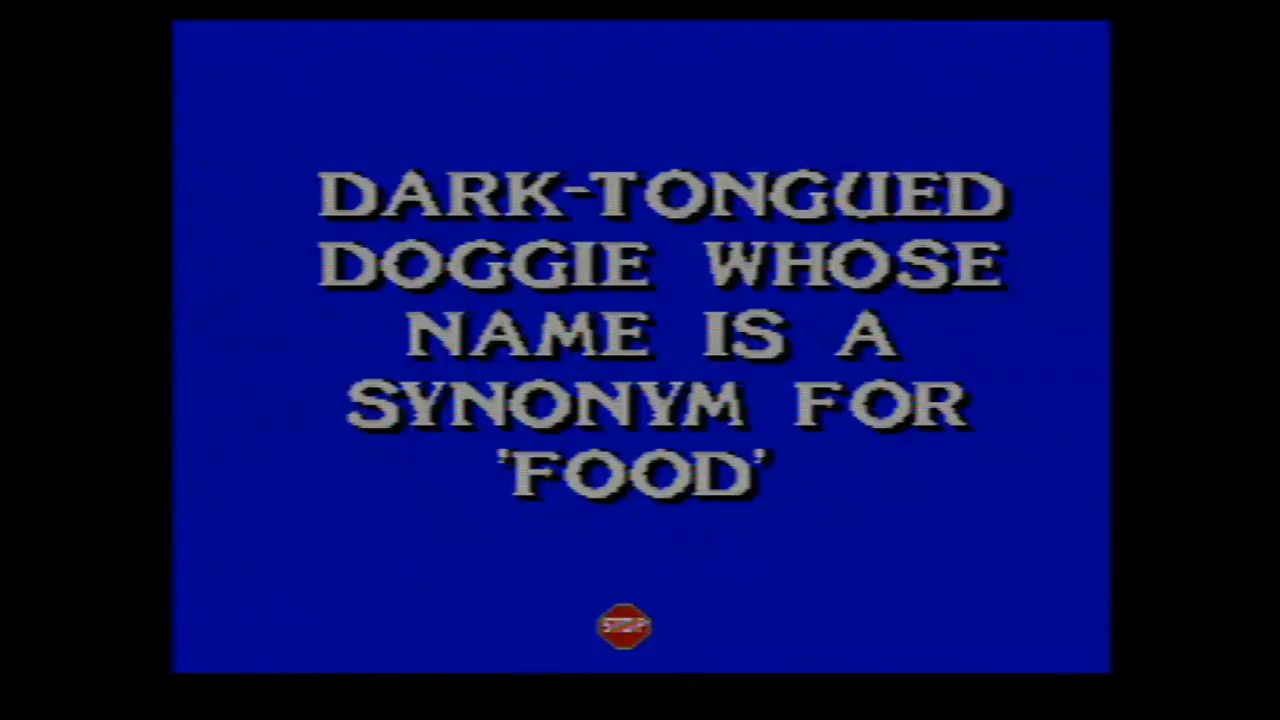 DARK-TONGUED
DOGGIE WHOSE
NAME IS A
SYNONYM FOR
'FOOD'
STOP